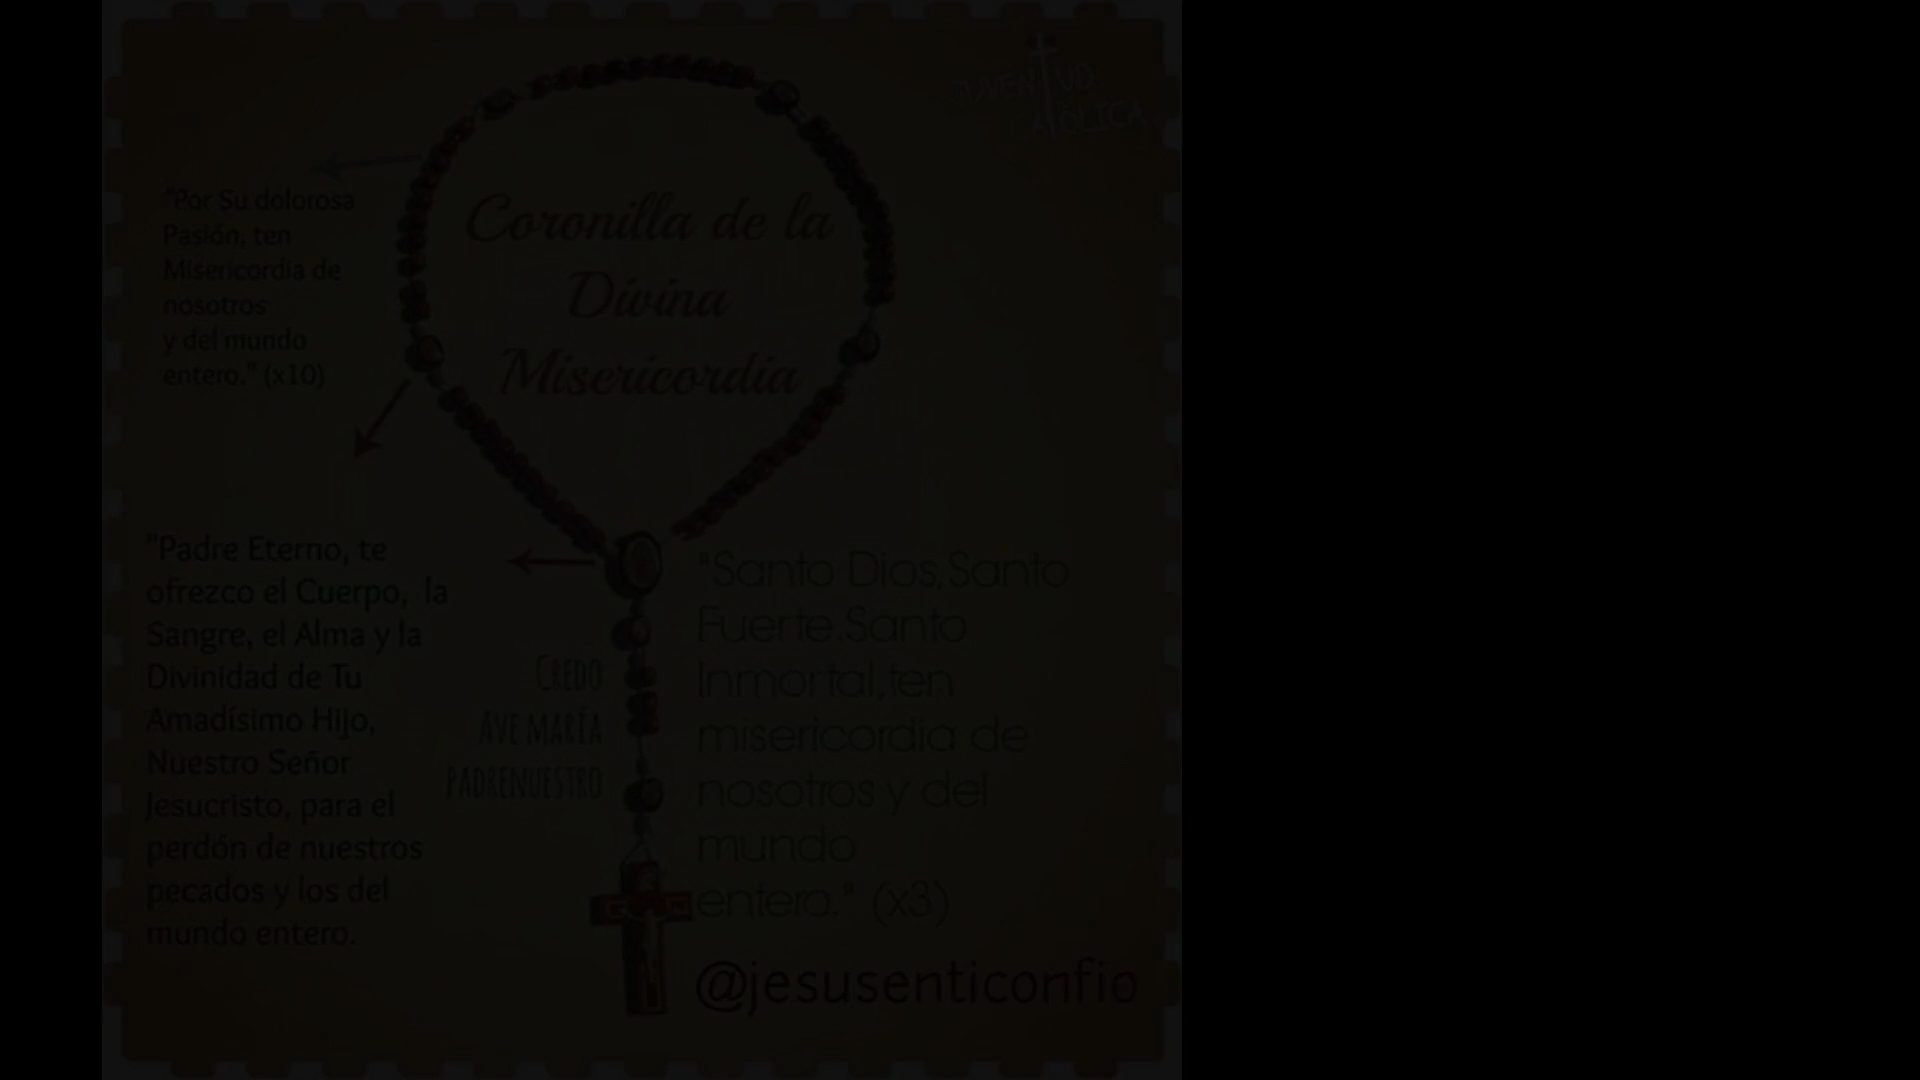 JUVENTUD
CATÓLICA
Coronilla de la
Divina
Misericordia
"Por Su dolorosa
Pasión, ten
Misericordia de
nosotros
y del mundo
entero." (x10)
"Padre Eterno, te
ofrezco el Cuerpo, la
Sangre, el Alma y la
Divinidad de Tu
Amadísimo Hijo,
Nuestro Señor
Jesucristo, para el
perdón de nuestros
pecados y los del
mundo entero.
CREDO
AVE MARÍA
PADRENUESTRO
"Santo Dios,Santo
Fuerte.Santo
Inmortal,ten
misericordia de
nosotros y del
mundo
entero." (x3)
@jesusenticonfio